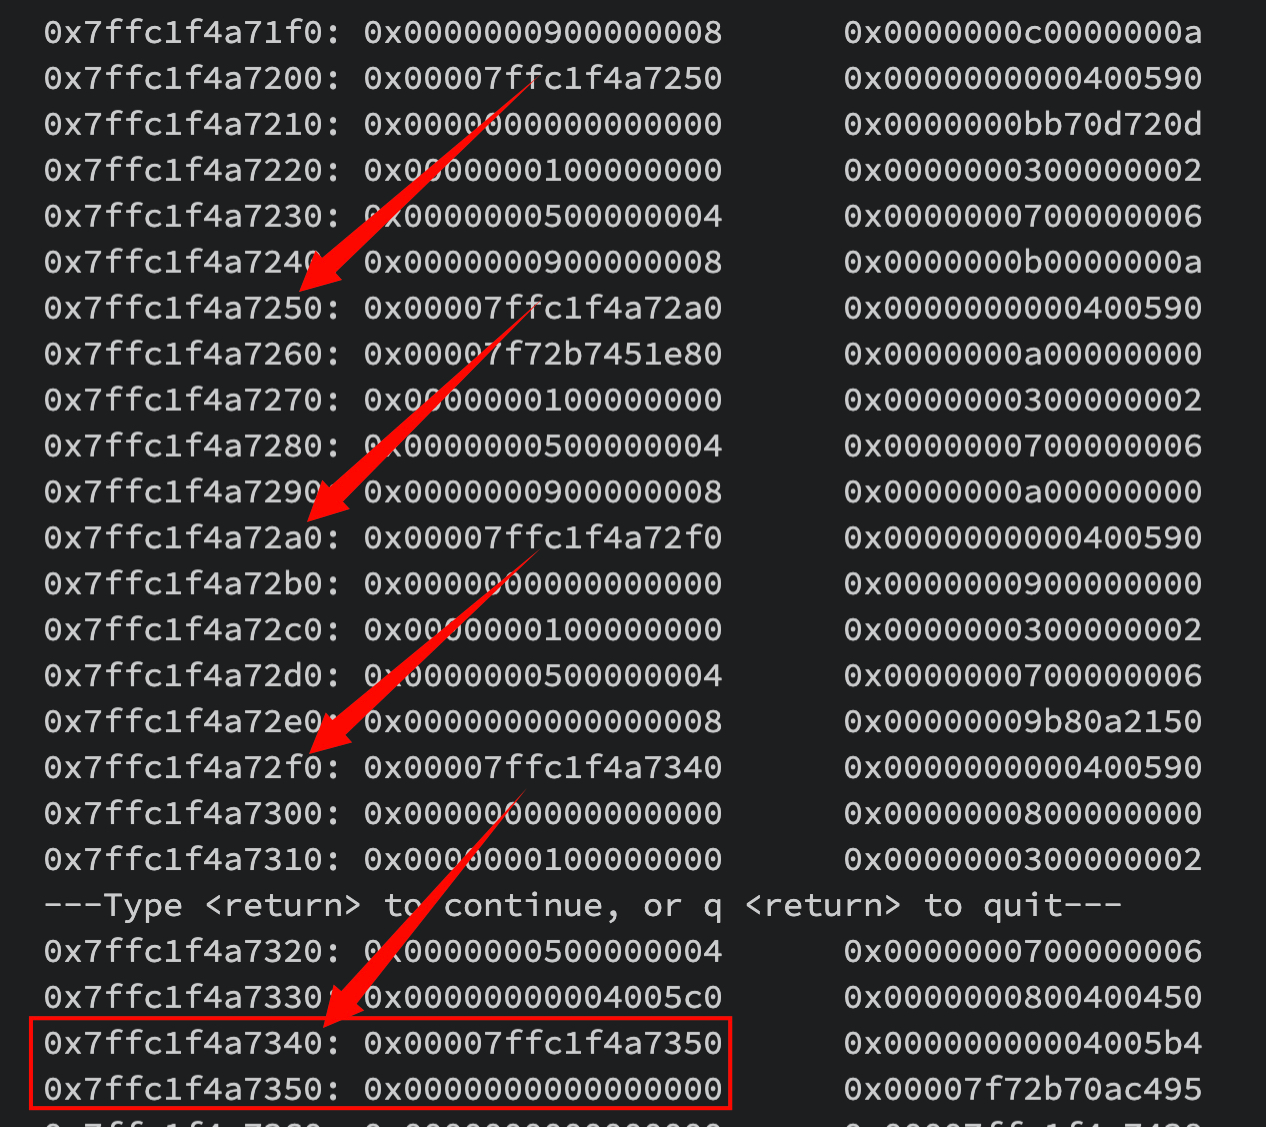 0x7ffc1f4a71f0: 0x0000000900000008 0x0000000c0000000a
0x7ffc1f4a7200: 0x00007ffc1f4a7250 0x0000000000400590
0x7ffc1f4a7210: 0x0000000000000000 0x0000000bb70d720d
0x7ffc1f4a7220: 0x0000000100000000 0x0000000300000002
0x7ffc1f4a7230: 0x0000000500000004 0x0000000700000006
0x7ffc1f4a7240: 0x0000000900000008 0x0000000b0000000a
0x7ffc1f4a7250: 0x00007ffc1f4a72a0 0x0000000000400590
0x7ffc1f4a7260: 0x00007f72b7451e80 0x0000000a00000000
0x7ffc1f4a7270: 0x0000000100000000 0x0000000300000002
0x7ffc1f4a7280: 0x0000000500000004 0x0000000700000006
0x7ffc1f4a7290: 0x0000000900000008 0x0000000a00000000
0x7ffc1f4a72a0: 0x00007ffc1f4a72f0 0x0000000000400590
0x7ffc1f4a72b0: 0x0000000000000000 0x0000000900000000
0x7ffc1f4a72c0: 0x0000000100000000 0x0000000300000002
0x7ffc1f4a72d0: 0x0000000500000004 0x0000000700000006
0x7ffc1f4a72e0: 0x0000000000000008 0x00000009b80a2150
0x7ffc1f4a72f0: 0x00007ffc1f4a7340 0x0000000000400590
0x7ffc1f4a7300: 0x0000000000000000 0x0000000800000000
0x7ffc1f4a7310: 0x0000000100000000 0x0000000300000002
---Type <return> to continue, or q <return> to quit---
0x7ffc1f4a7320: 0x0000000500000004 0x0000000700000006
0x7ffc1f4a7330: 0x00000000004005c0 0x0000000800400450
0x7ffc1f4a7340: 0x00007ffc1f4a7350 0x00000000004005b4
0x7ffc1f4a7350: 0x0000000000000000 0x00007f72b70ac495